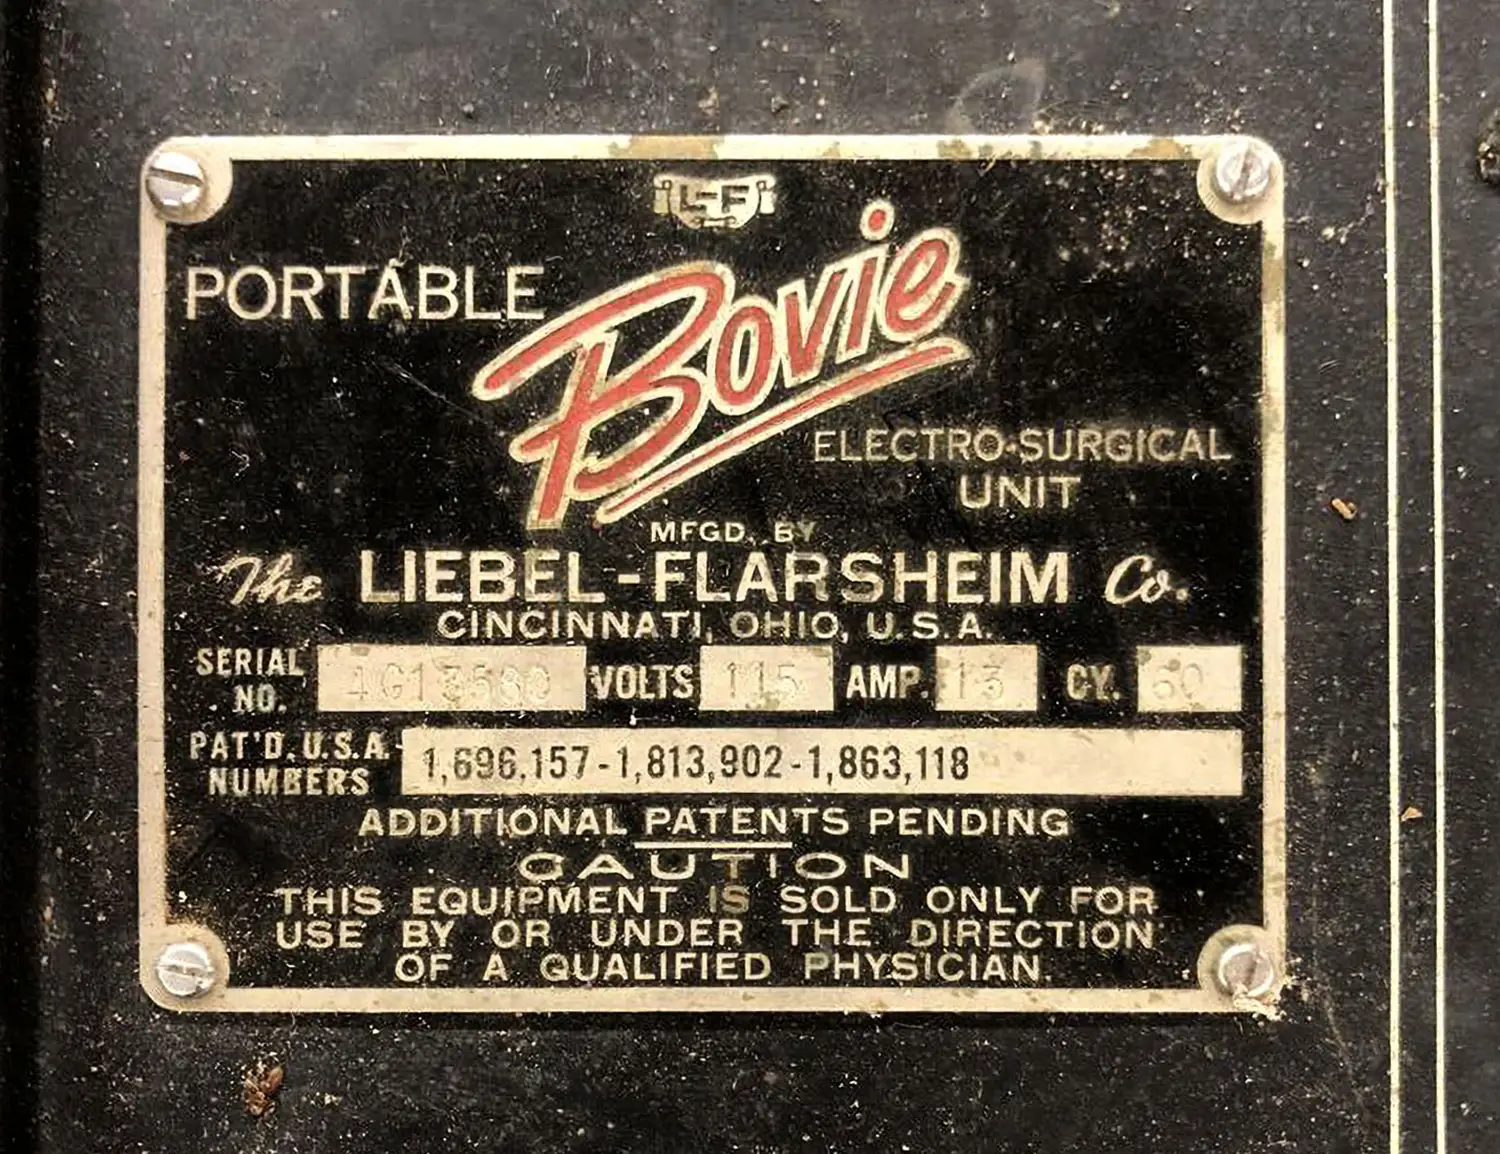 L-F
PORTABLE
Bovie
ELECTRO-SURGICAL
UNIT
MFGD. BY
The LIEBEL-FLARSHEIM Co.
CINCINNATI, OHIO, U.S.A.
SERIAL NO. VOLTS 115 AMP. 13 CY. 60
PAT'D. U.S.A. NUMBERS 1,696,157-1,813,902-1,863,118
ADDITIONAL PATENTS PENDING
CAUTION
THIS EQUIPMENT IS SOLD ONLY FOR
USE BY OR UNDER THE DIRECTION
OF A QUALIFIED PHYSICIAN.